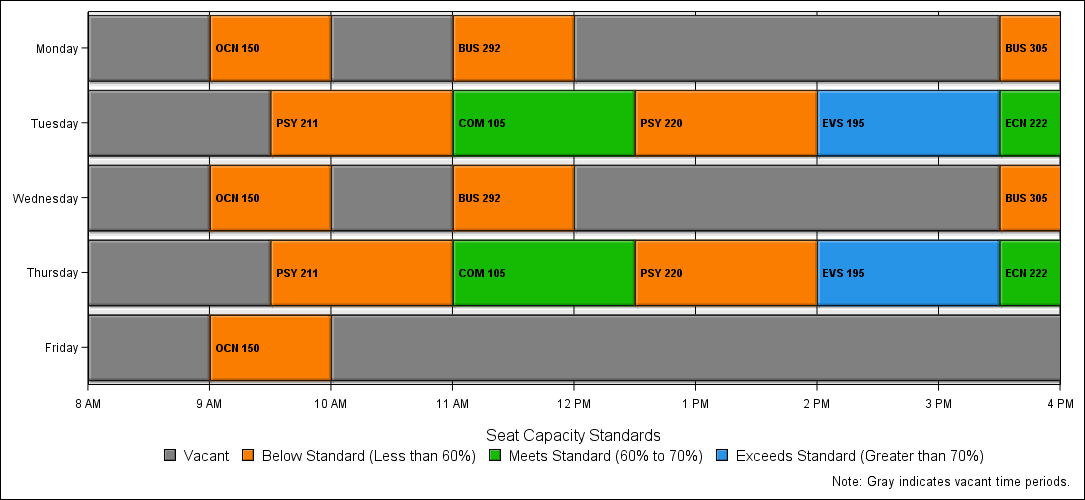 Monday
OCN 150
BUS 292
BUS 305
Tuesday
PSY 211
COM 105
PSY 220
EVS 195
ECN 222
Wednesday
OCN 150
BUS 292
BUS 305
Thursday
PSY 211
COM 105
PSY 220
EVS 195
ECN 222
Friday
OCN 150
8 AM 9 AM 10 AM 11 AM 12 PM 1 PM 2 PM 3 PM 4 PM
Seat Capacity Standards
Vacant Below Standard (Less than 60%) Meets Standard (60% to 70%) Exceeds Standard (Greater than 70%)
Note: Gray indicates vacant time periods.